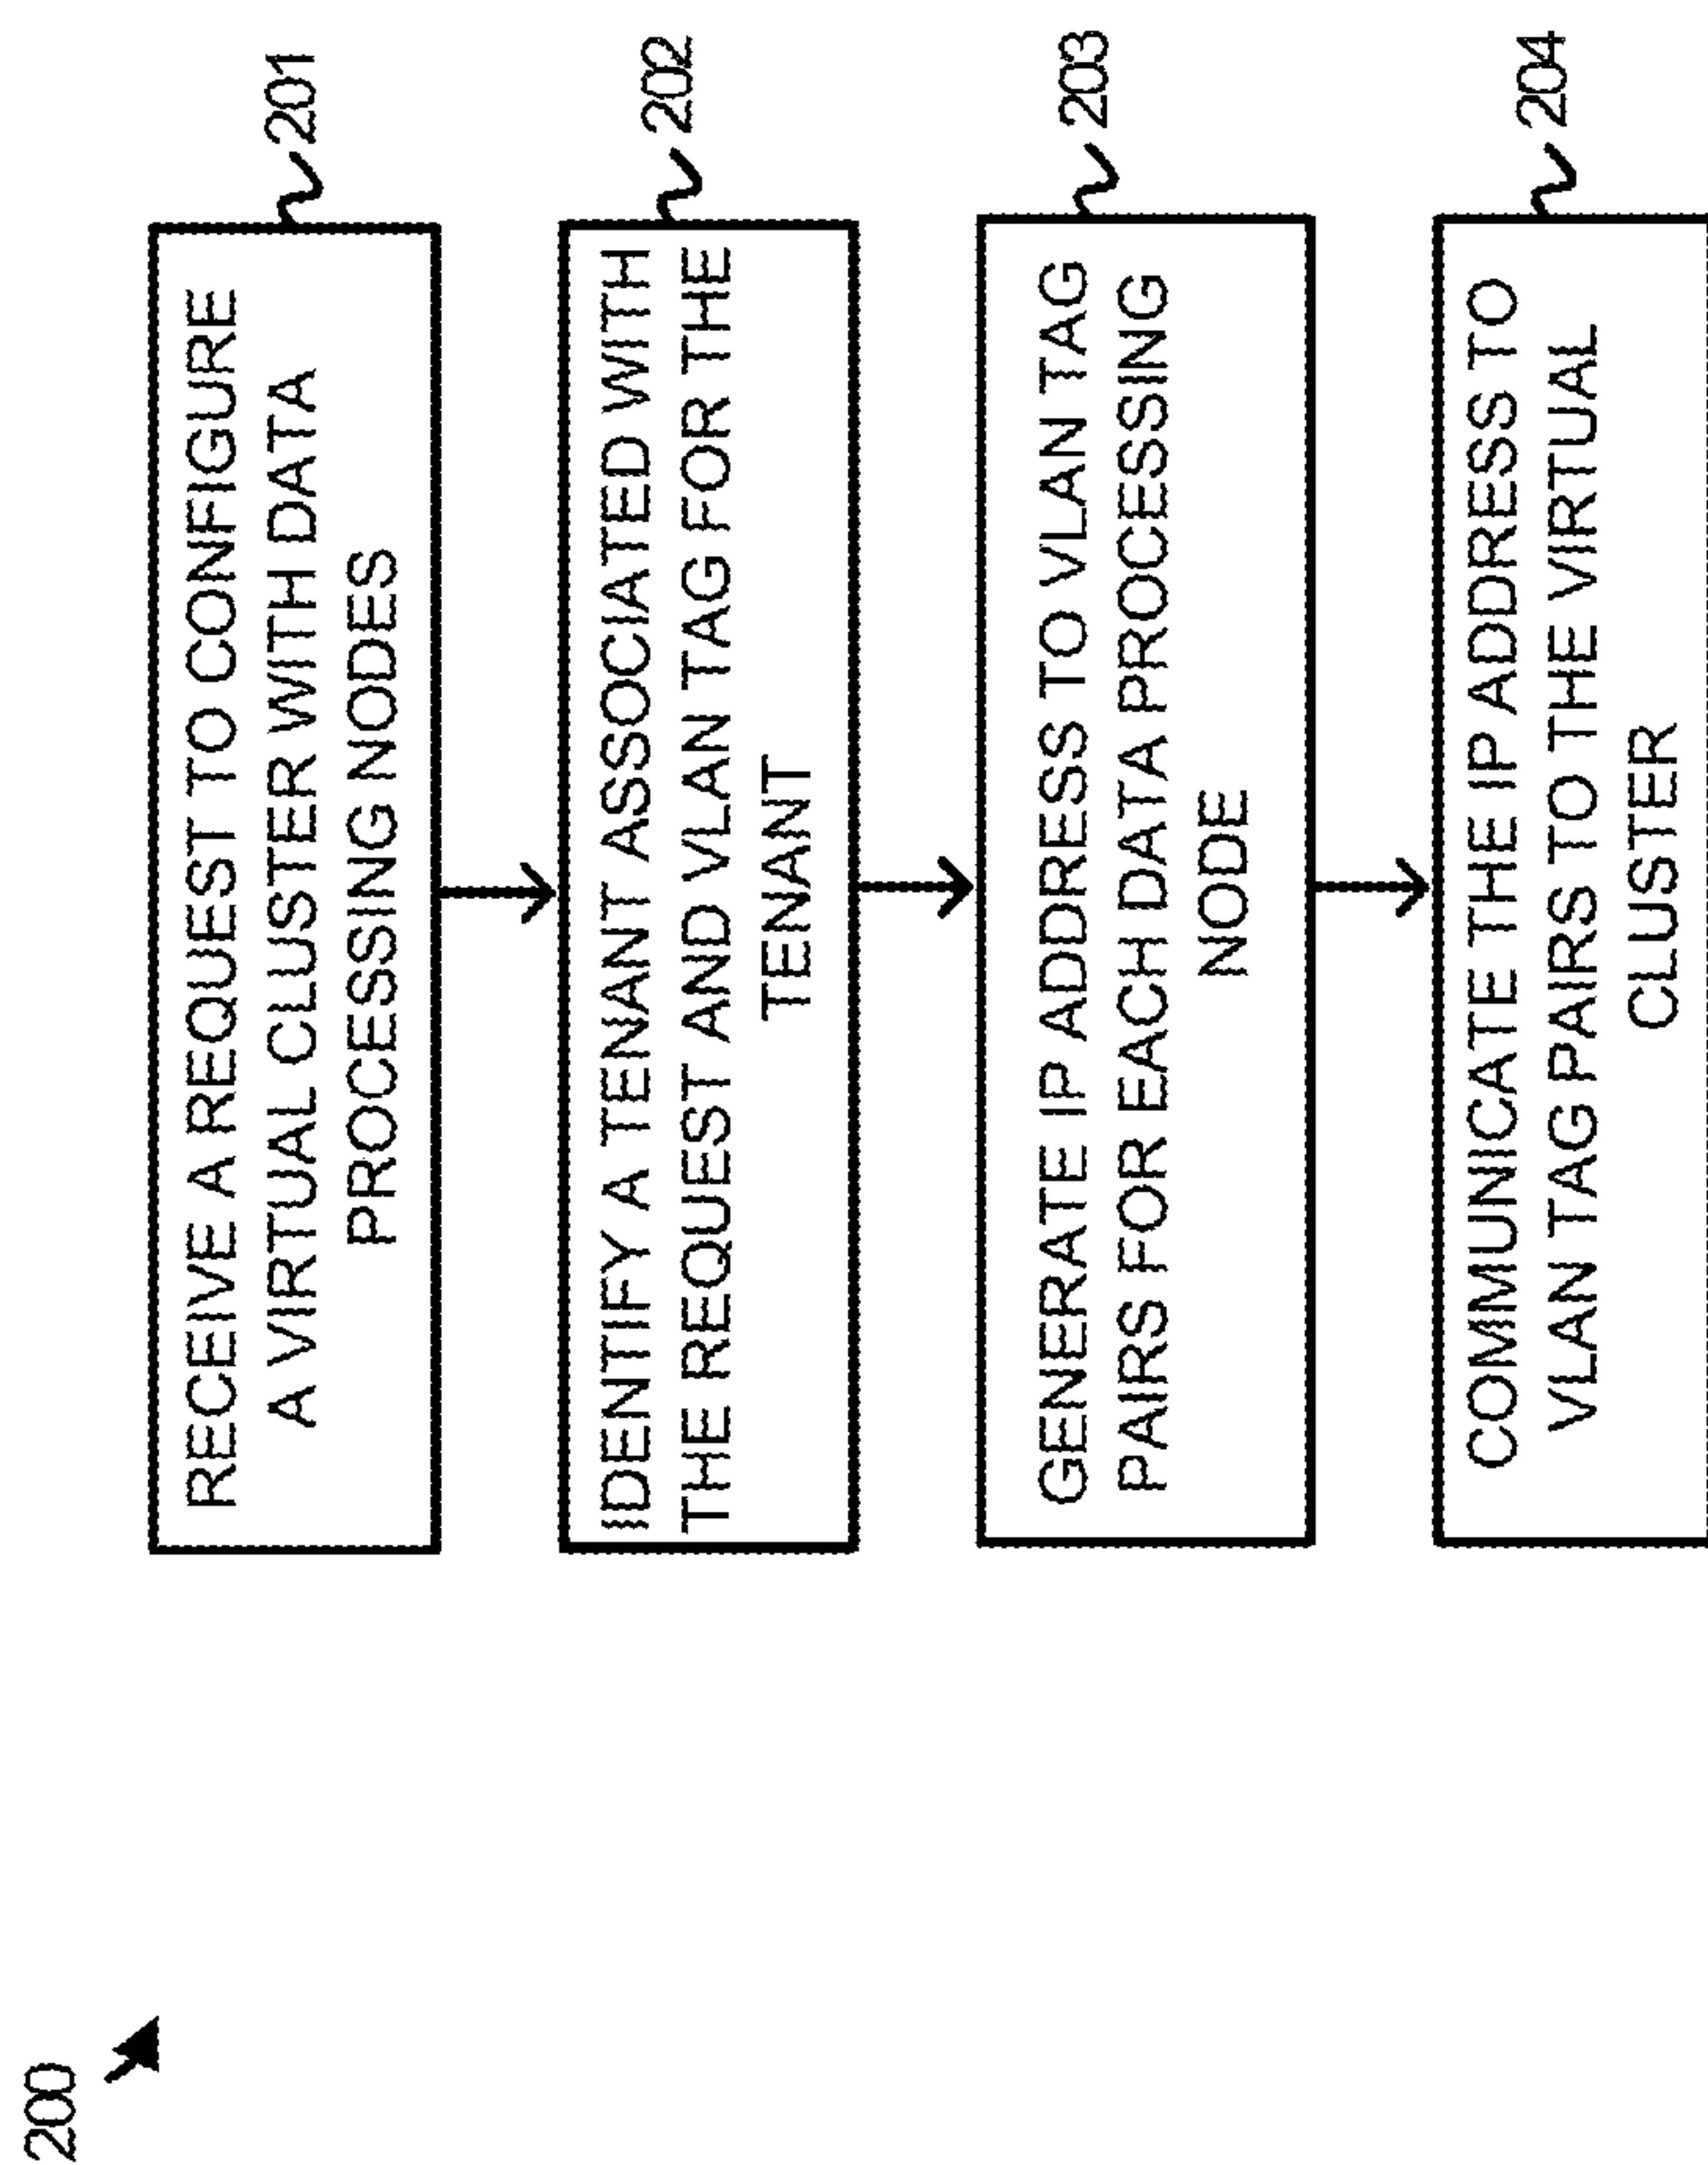 200
RECEIVE A REQUEST TO CONFIGURE
A VIRTUAL CLUSTER WITH DATA
PROCESSING NODES
201
IDENTIFY A TENANT ASSOCIATED WITH
THE REQUEST AND VLAN TAG FOR THE
TENANT
202
GENERATE IP ADDRESS TO VLAN TAG
PAIRS FOR EACH DATA PROCESSING
NODE
203
COMMUNICATE THE IP ADDRESS TO
VLAN TAG PAIRS TO THE VIRTUAL
CLUSTER
204